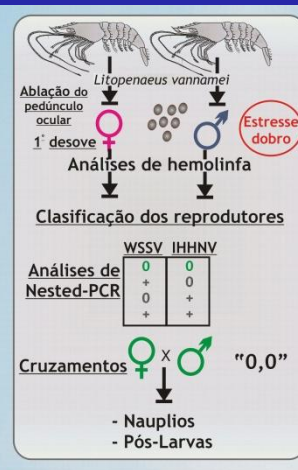 Litopenaeus vannamei
Ablação do
pedúnculo
ocular
1° desove
Estresse
dobro
Análises de hemolinfa
Clasificação dos reprodutores
WSSV IHHNV
Análises de
Nested-PCR
0 0
+ 0
0 +
+ +
Cruzamentos X "0,0"
- Nauplios
- Pós-Larvas